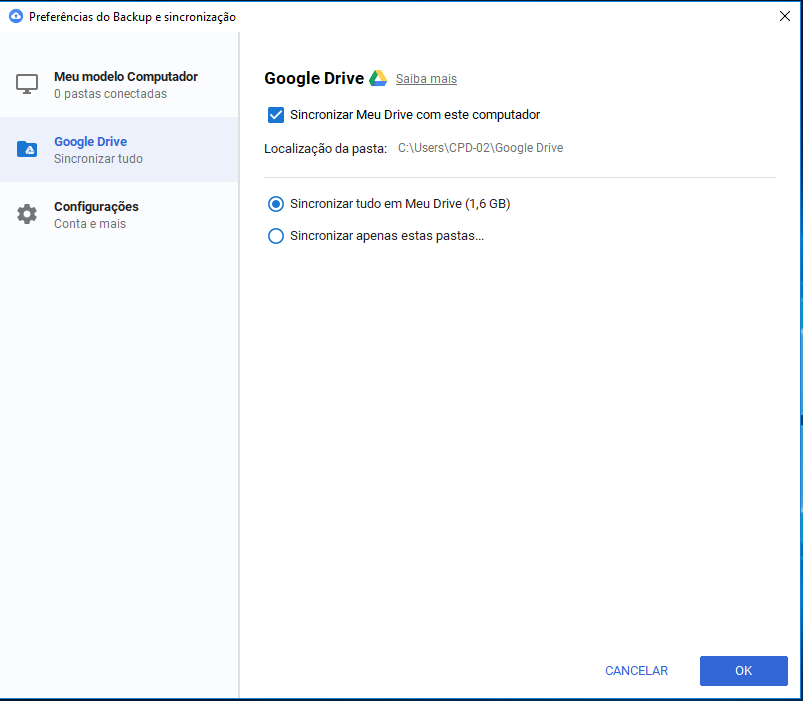 Preferências do Backup e sincronização
Meu modelo Computador
0 pastas conectadas
Google Drive
Sincronizar tudo
Configurações
Conta e mais
Google Drive Saiba mais
Sincronizar Meu Drive com este computador
Localização da pasta: C:\Users\CPD-02\Google Drive
Sincronizar tudo em Meu Drive (1,6 GB)
Sincronizar apenas estas pastas...
CANCELAR OK